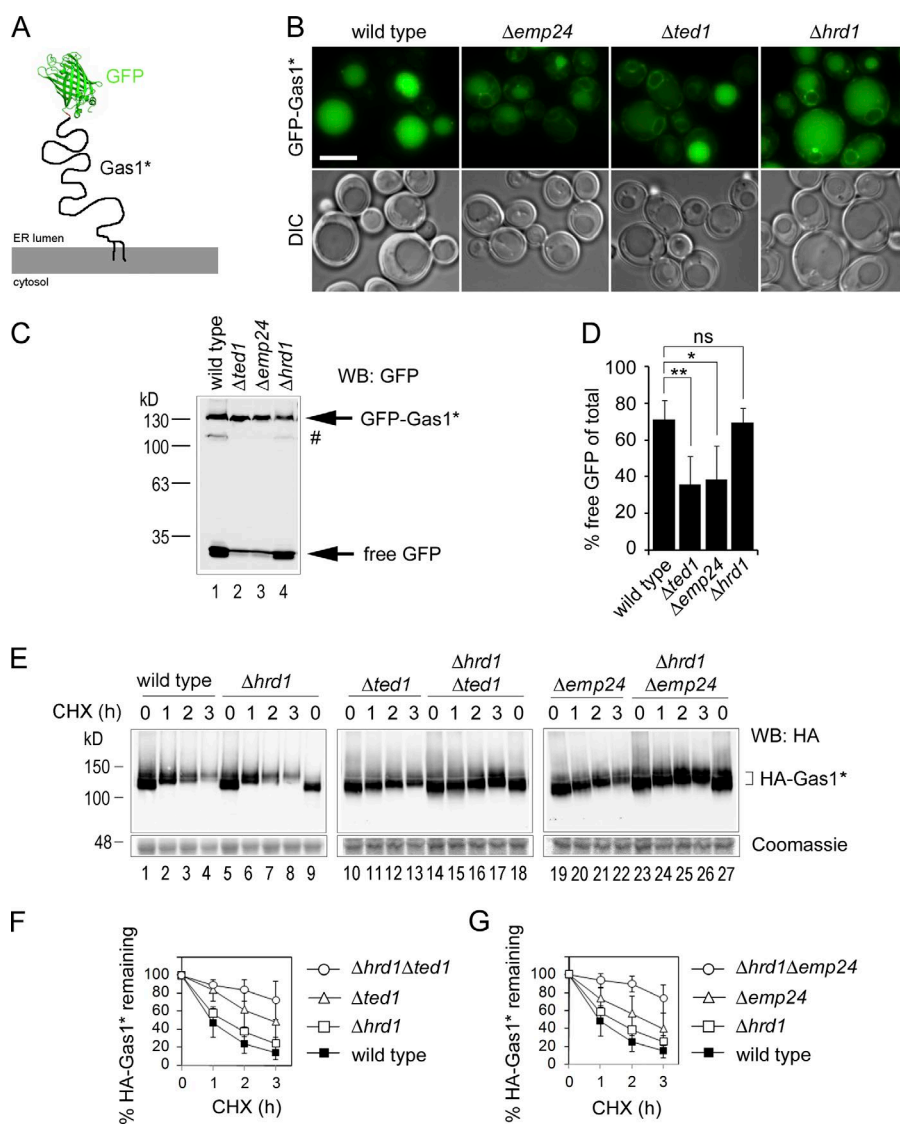 A
GFP
Gas1*
ER lumen
cytosol
B
wild type Δemp24 Δted1 Δhrd1
GFP-Gas1*
DIC
C
wild type
Δted1
Δemp24
Δhrd1
WB: GFP
kD
130
100
63
35
GFP-Gas1*
#
free GFP
1 2 3 4
D
ns
*
**
% free GFP of total
100
80
60
40
20
0
wild type
Δted1
Δemp24
Δhrd1
E
wild type Δhrd1 Δted1 Δhrd1 Δted1 Δemp24 Δhrd1 Δemp24
CHX (h) 0 1 2 3 0 1 2 3 0 0 1 2 3 0 1 2 3 0 0 1 2 3 0 1 2 3 0
kD
150
100
48
WB: HA
HA-Gas1*
Coomassie
1 2 3 4 5 6 7 8 9 10 11 12 13 14 15 16 17 18 19 20 21 22 23 24 25 26 27
F
% HA-Gas1* remaining
100
80
60
40
20
0
0 1 2 3
CHX (h)
Δhrd1Δted1
Δted1
Δhrd1
wild type
G
% HA-Gas1* remaining
100
80
60
40
20
0
0 1 2 3
CHX (h)
Δhrd1Δemp24
Δemp24
Δhrd1
wild type